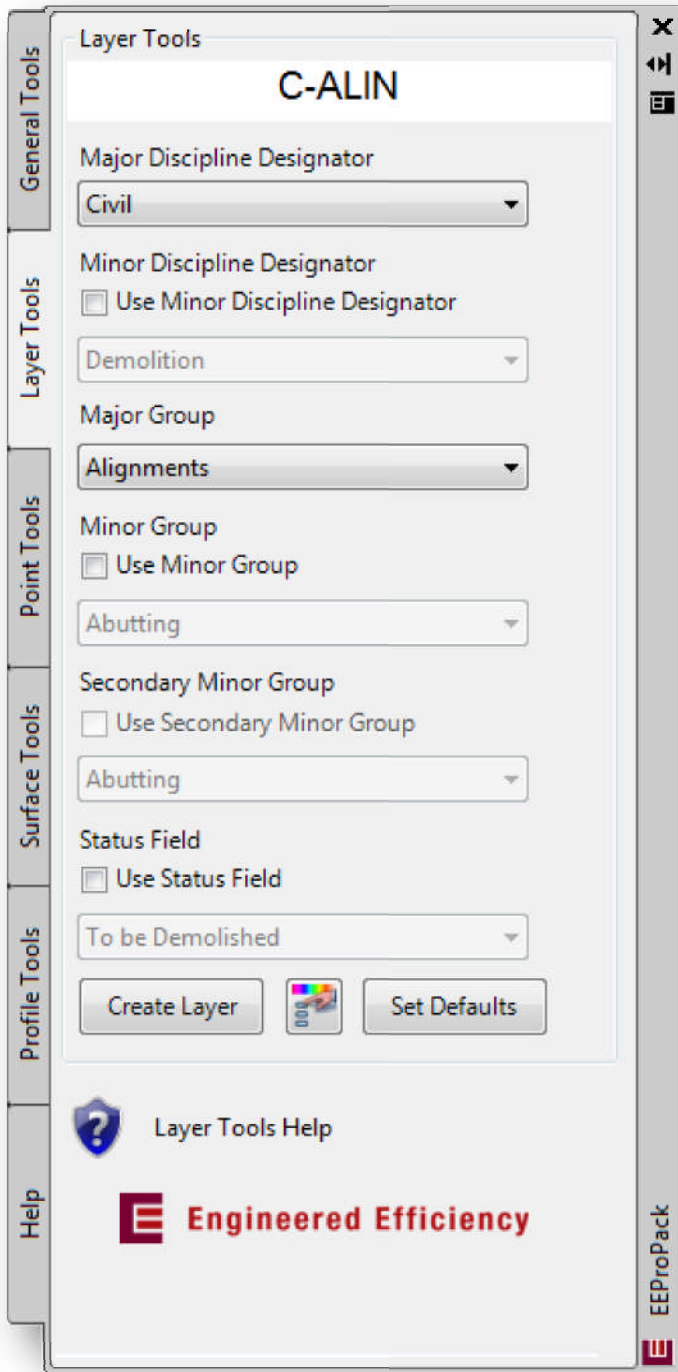 Layer Tools
C-ALIN
Major Discipline Designator
Civil
Minor Discipline Designator
Use Minor Discipline Designator
Demolition
Major Group
Alignments
Minor Group
Use Minor Group
Abutting
Secondary Minor Group
Use Secondary Minor Group
Abutting
Status Field
Use Status Field
To be Demolished
Create Layer
Set Defaults
Layer Tools Help
Engineered Efficiency
General Tools
Layer Tools
Point Tools
Surface Tools
Profile Tools
Help
EEProPack